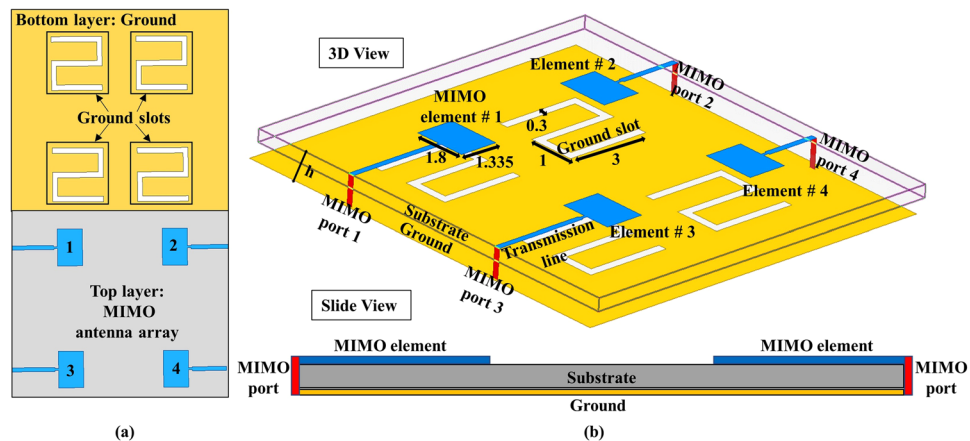 Bottom layer: Ground
Ground slots
1
2
Top layer:
MIMO
antenna array
3
4
(a)
3D View
Element # 2
MIMO
port 2
MIMO
element # 1
0.3
Ground slot
1
3
1.8
1.335
MIMO
port 4
Element # 4
h
MIMO
port 1
Substrate
Ground
Transmission
line
Element # 3
MIMO
port 3
Slide View
MIMO element
MIMO element
MIMO
port
Substrate
MIMO
port
Ground
(b)